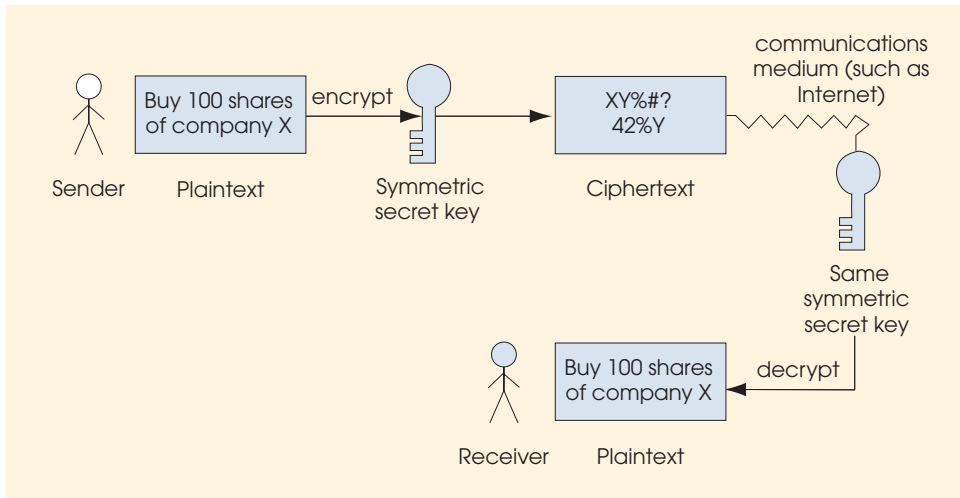 communications
medium (such as
Internet)
Buy 100 shares
of company X
encrypt
XY%#?
42%Y
Sender
Plaintext
Symmetric
secret key
Ciphertext
Same
symmetric
secret key
Buy 100 shares
of company X
decrypt
Receiver
Plaintext